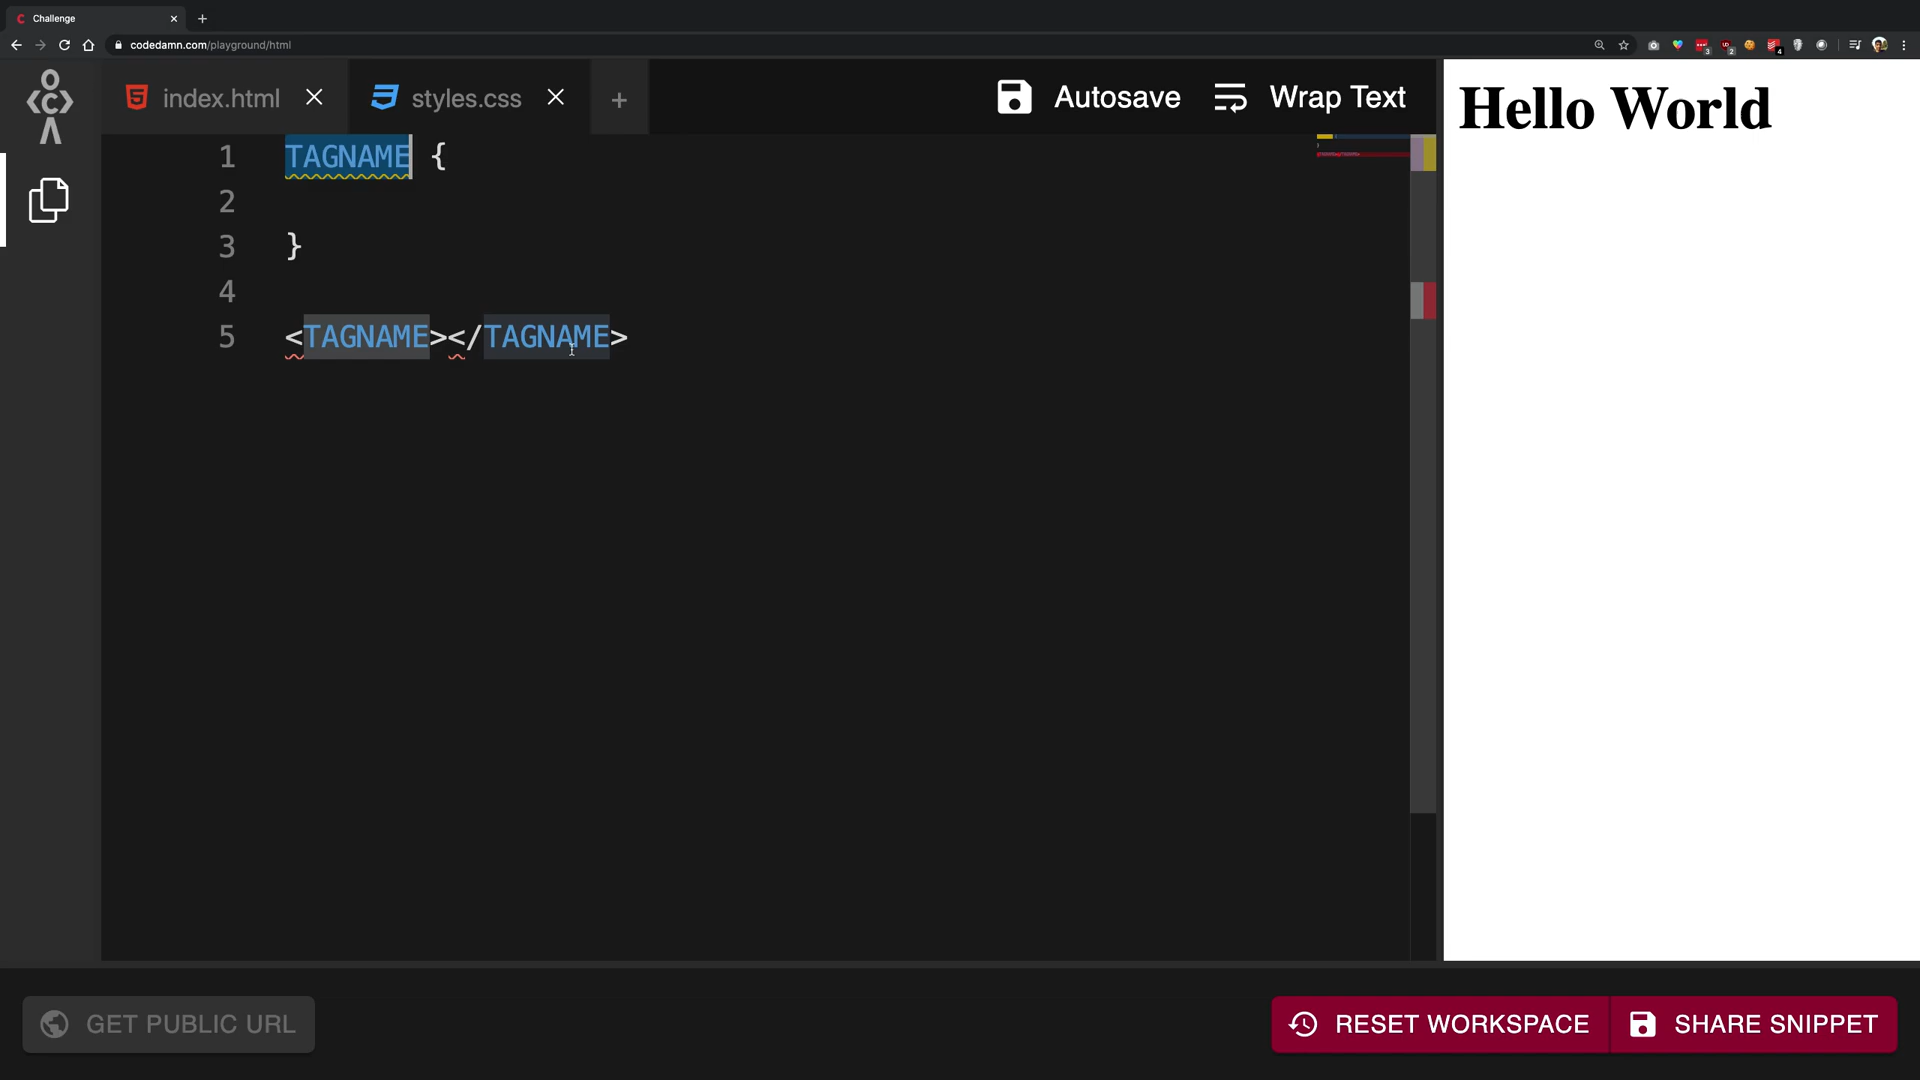 Challenge
codedamn.com/playground/html
index.html
styles.css
Autosave
Wrap Text
Hello World
1 TAGNAME {
2
3 }
4
5 <TAGNAME></TAGNAME>
GET PUBLIC URL
RESET WORKSPACE
SHARE SNIPPET